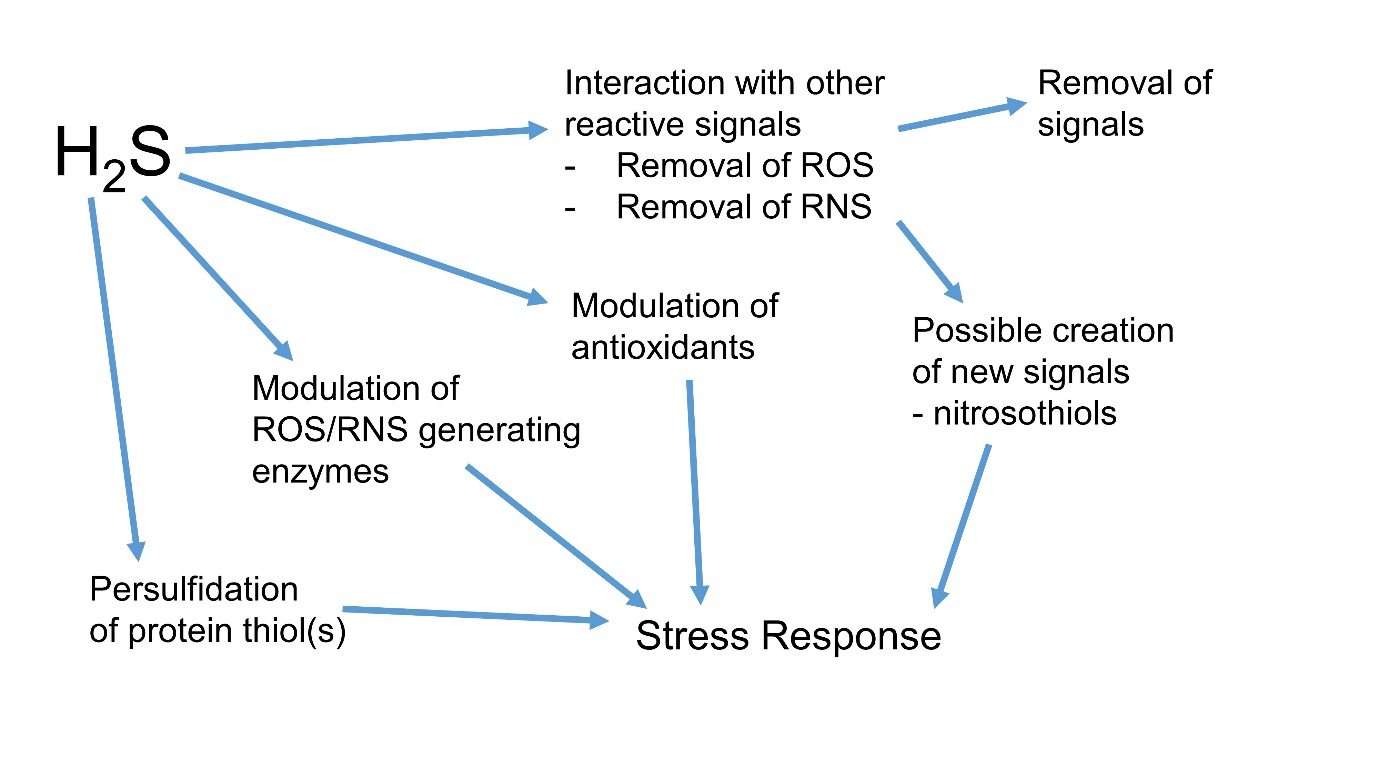 H₂S
Interaction with other
reactive signals
- Removal of ROS
- Removal of RNS
Removal of
signals
Modulation of
antioxidants
Possible creation
of new signals
- nitrosothiols
Modulation of
ROS/RNS generating
enzymes
Persulfidation
of protein thiol(s)
Stress Response